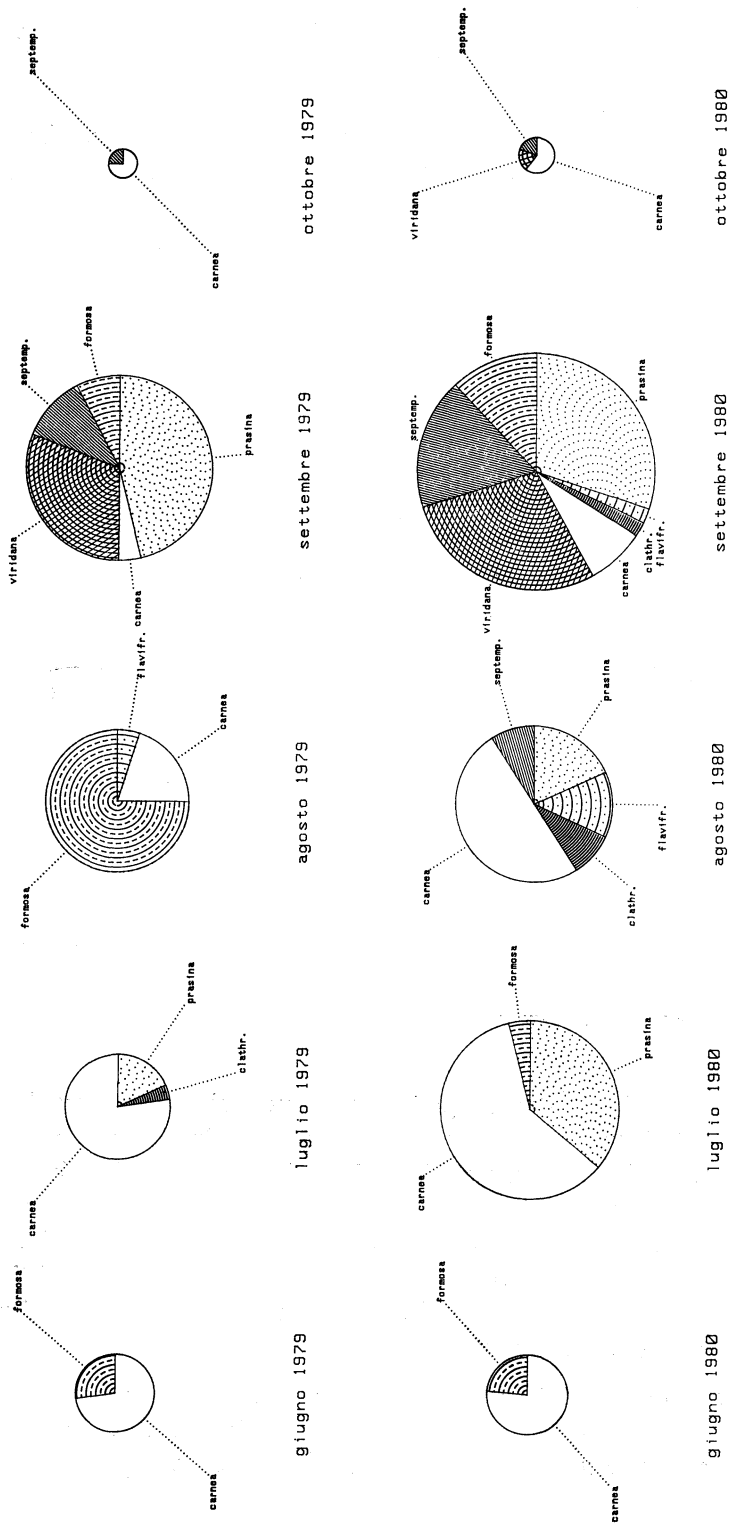 formosa
carnea
giugno 1979
carnea
prasina
clathr.
luglio 1979
formosa
flavifr.
carnea
agosto 1979
viridana
septemp.
formosa
carnea
prasina
settembre 1979
septemp.
carnea
ottobre 1979
formosa
carnea
giugno 1980
carnea
formosa
prasina
luglio 1980
carnea
septemp.
prasina
clathr.
flavifr.
agosto 1980
septemp.
formosa
viridana
carnea
clathr.
flavifr.
prasina
settembre 1980
septemp.
viridana
carnea
ottobre 1980